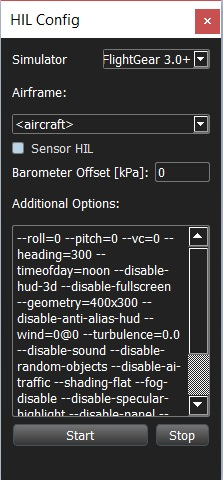 HIL Config
Simulator
FlightGear 3.0+
Airframe:
<aircraft>
Sensor HIL
Barometer Offset [kPa]:
0
Additional Options:
--roll=0 --pitch=0 --vc=0 --
heading=300 --
timeofday=noon --disable-
hud-3d --disable-fullscreen
--geometry=400x300 --
disable-anti-alias-hud --
wind=0@0 --turbulence=0.0
--disable-sound --disable-
random-objects --disable-ai-
traffic --shading-flat --fog-
disable --disable-specular-
highlight --disable-panel --
Start
Stop